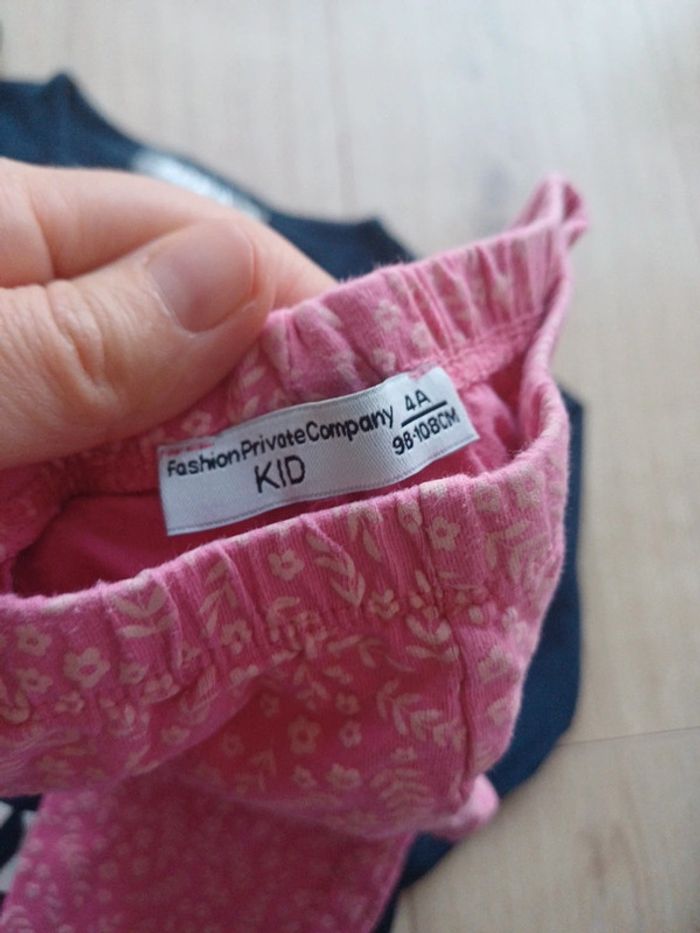 FashionPrivateCompany
KID
4A
98-108CM